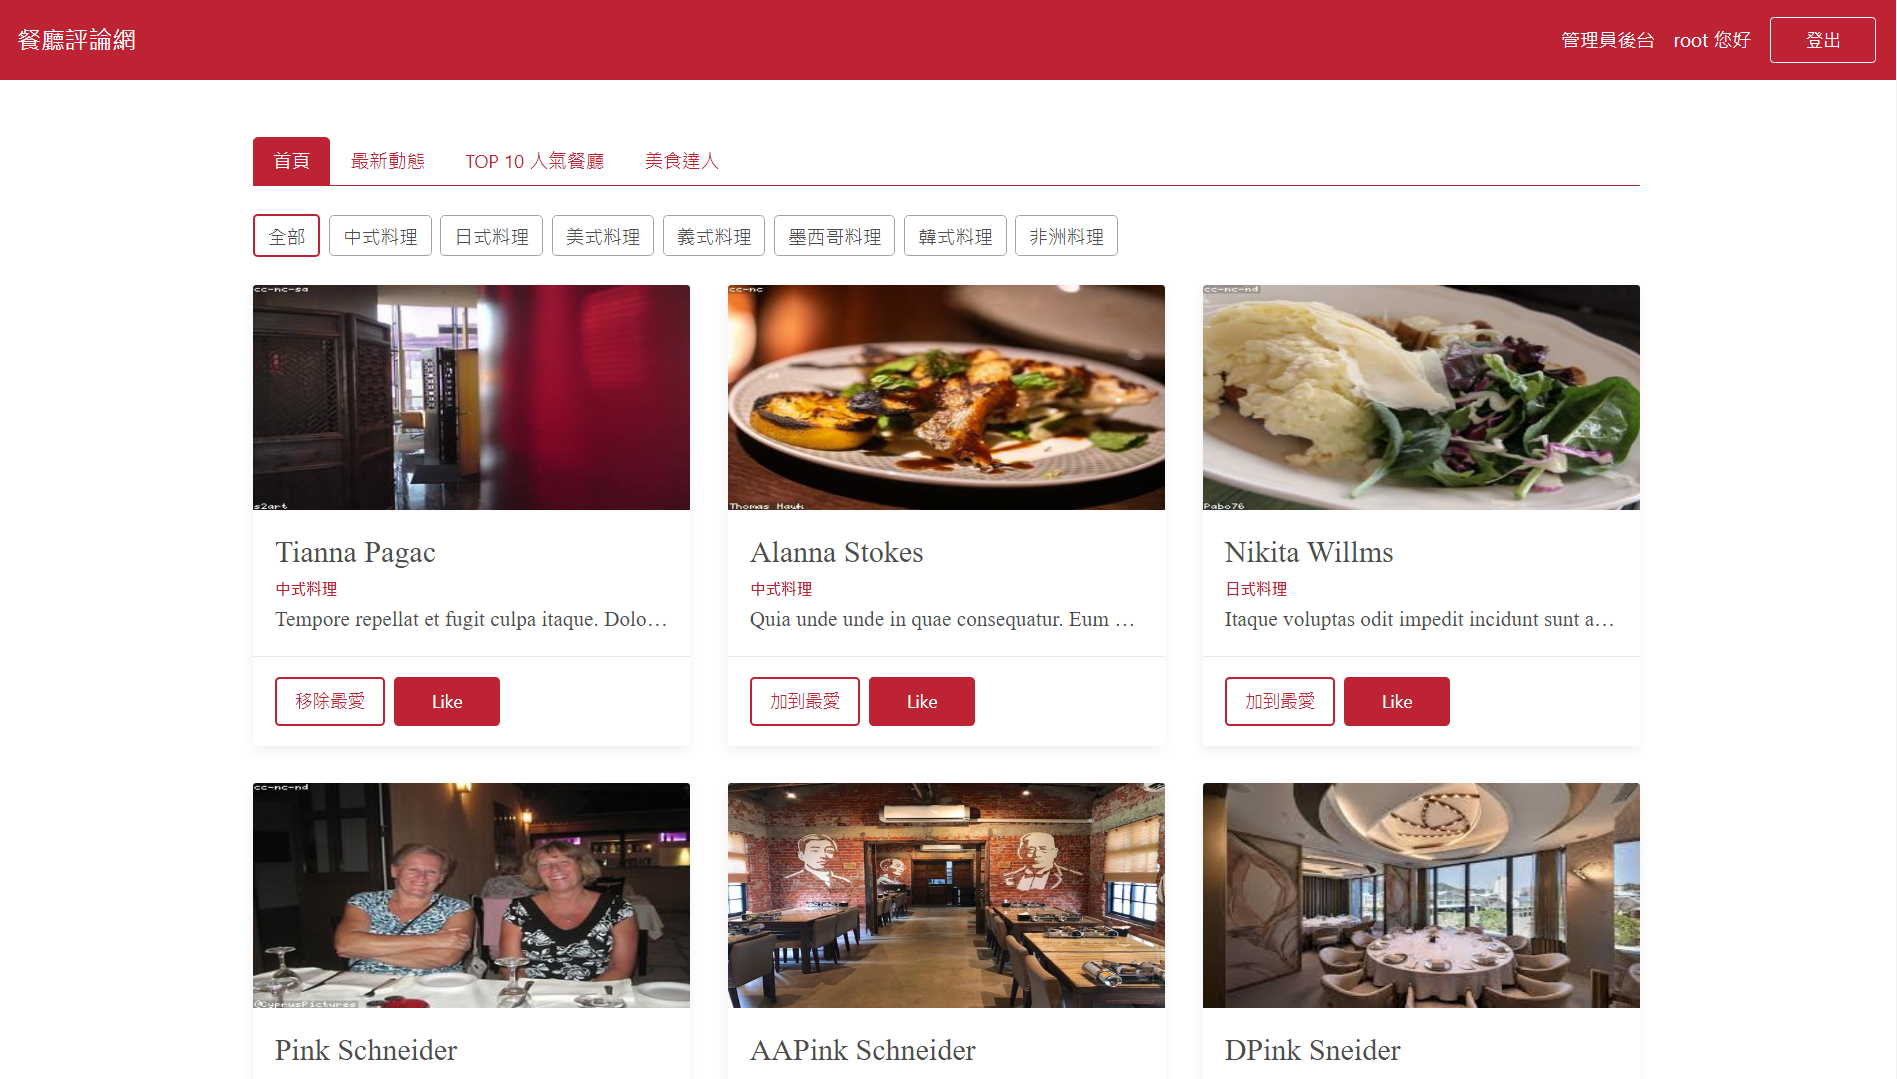 餐廳評論網
管理員後台 root 您好 登出
首頁 最新動態 TOP 10 人氣餐廳 美食達人
全部 中式料理 日式料理 美式料理 義式料理 墨西哥料理 韓式料理 非洲料理
cc-nc-sa
s2art
cc-nc
Thomas Hawk
cc-nc-nd
Pabo76
Tianna Pagac
中式料理
Tempore repellat et fugit culpa itaque. Dolo…
移除最愛 Like
Alanna Stokes
中式料理
Quia unde unde in quae consequatur. Eum …
加到最愛 Like
Nikita Willms
日式料理
Itaque voluptas odit impedit incidunt sunt a…
加到最愛 Like
cc-nc-nd
@CyprusPictures
Pink Schneider
AAPink Schneider
DPink Sneider